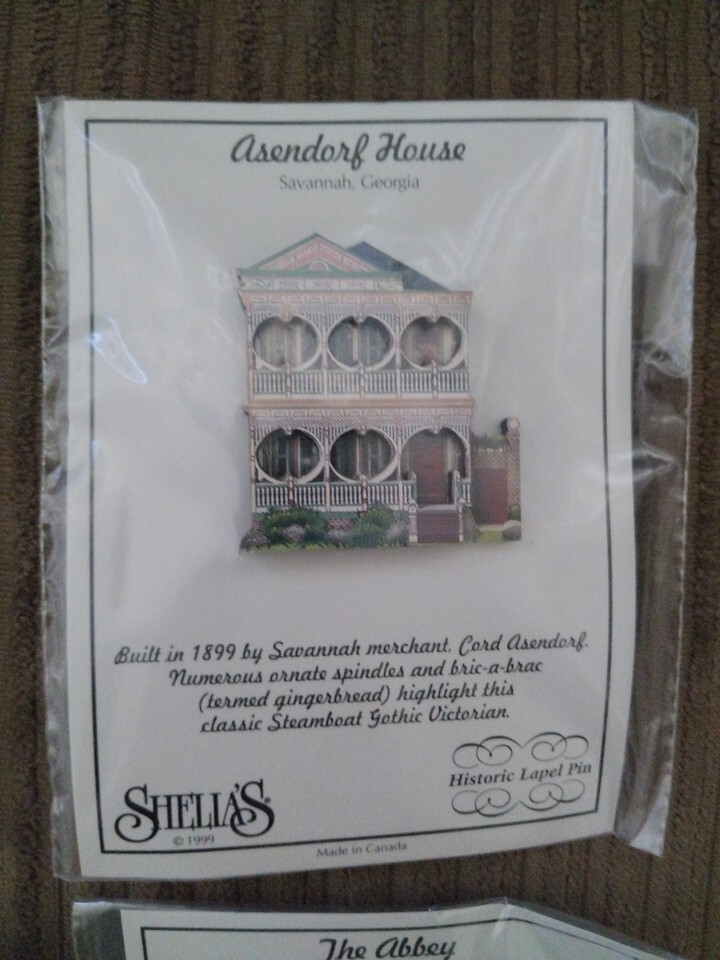 Asendorf House
Savannah, Georgia
Built in 1899 by Savannah merchant, Cord Asendorf.
Numerous ornate spindles and bric-a-brac
(termed gingerbread) highlight this
classic Steamboat Gothic Victorian.
Historic Lapel Pin
SHELIA'S®
© 1999
Made in Canada
The Abbey